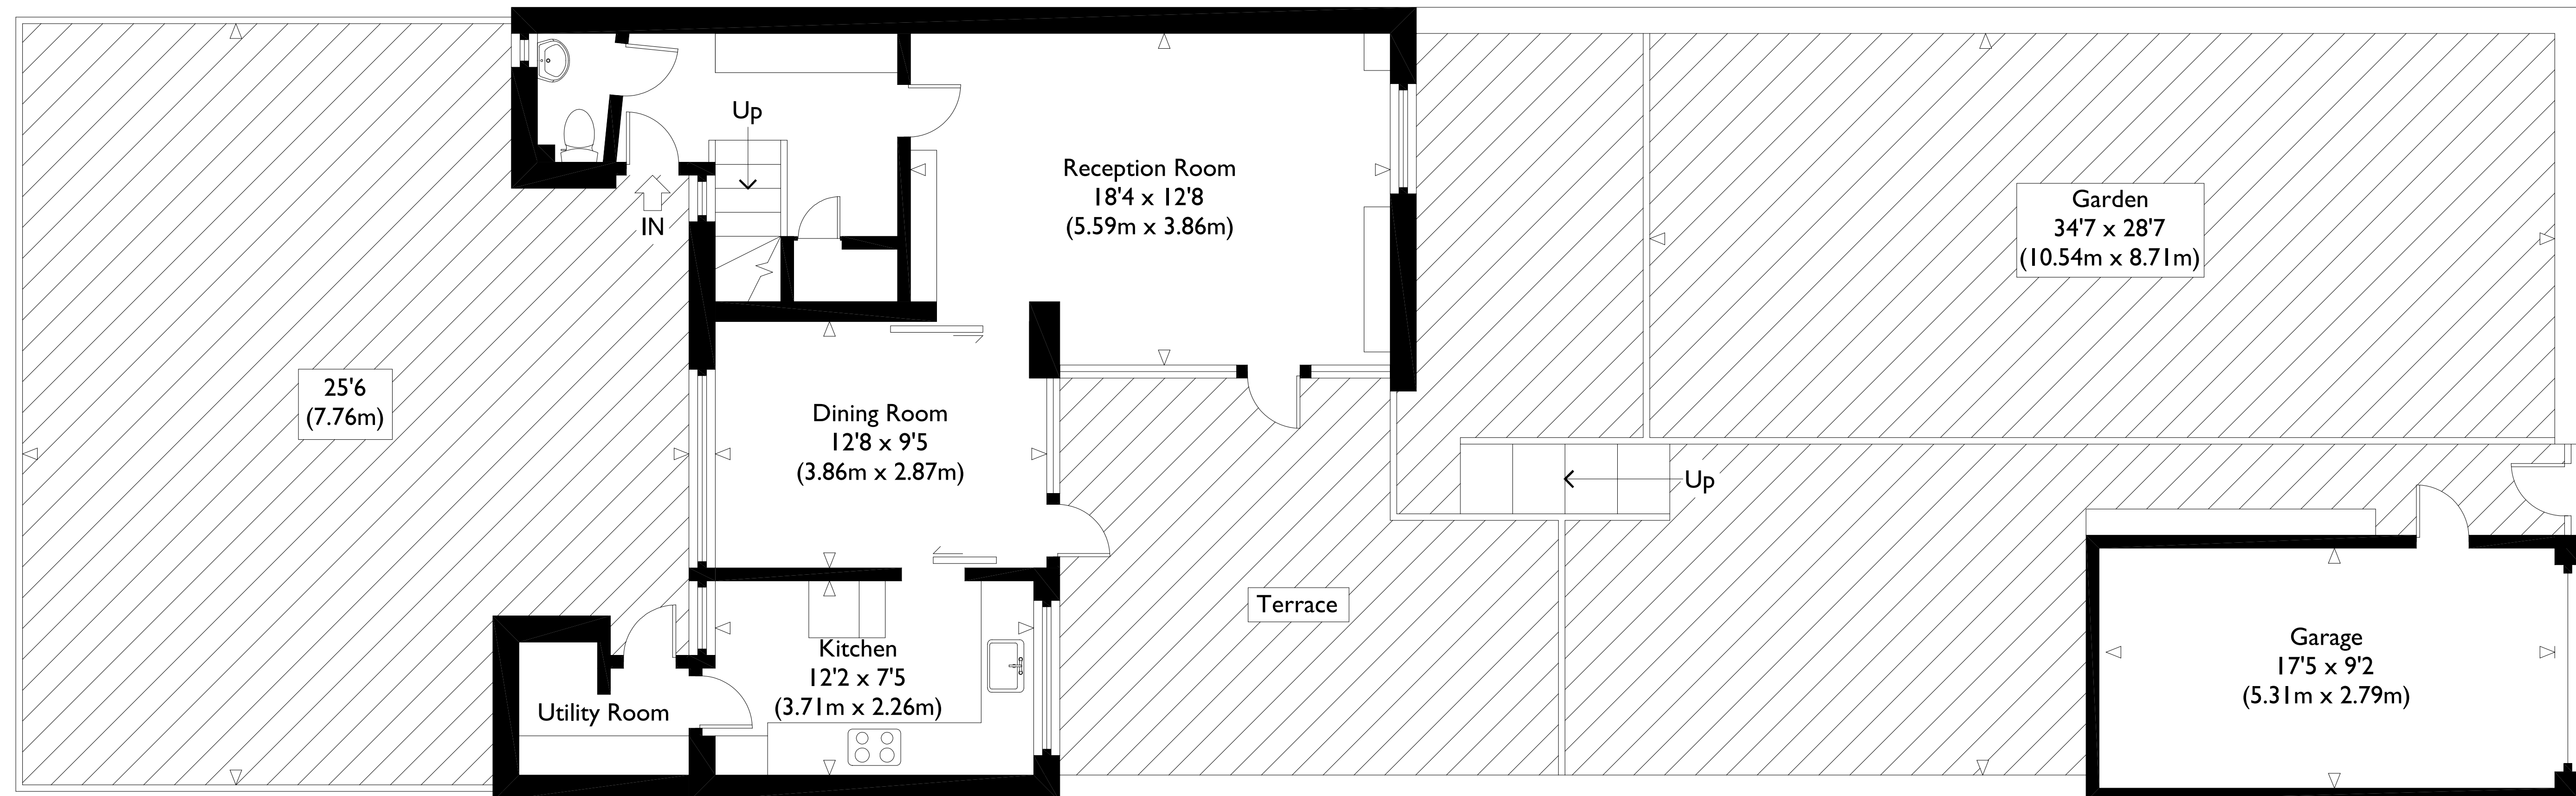 Up
IN
Reception Room
18'4 x 12'8
(5.59m x 3.86m)
Garden
34'7 x 28'7
(10.54m x 8.71m)
25'6
(7.76m)
Dining Room
12'8 x 9'5
(3.86m x 2.87m)
Up
Terrace
Kitchen
12'2 x 7'5
(3.71m x 2.26m)
Utility Room
Garage
17'5 x 9'2
(5.31m x 2.79m)